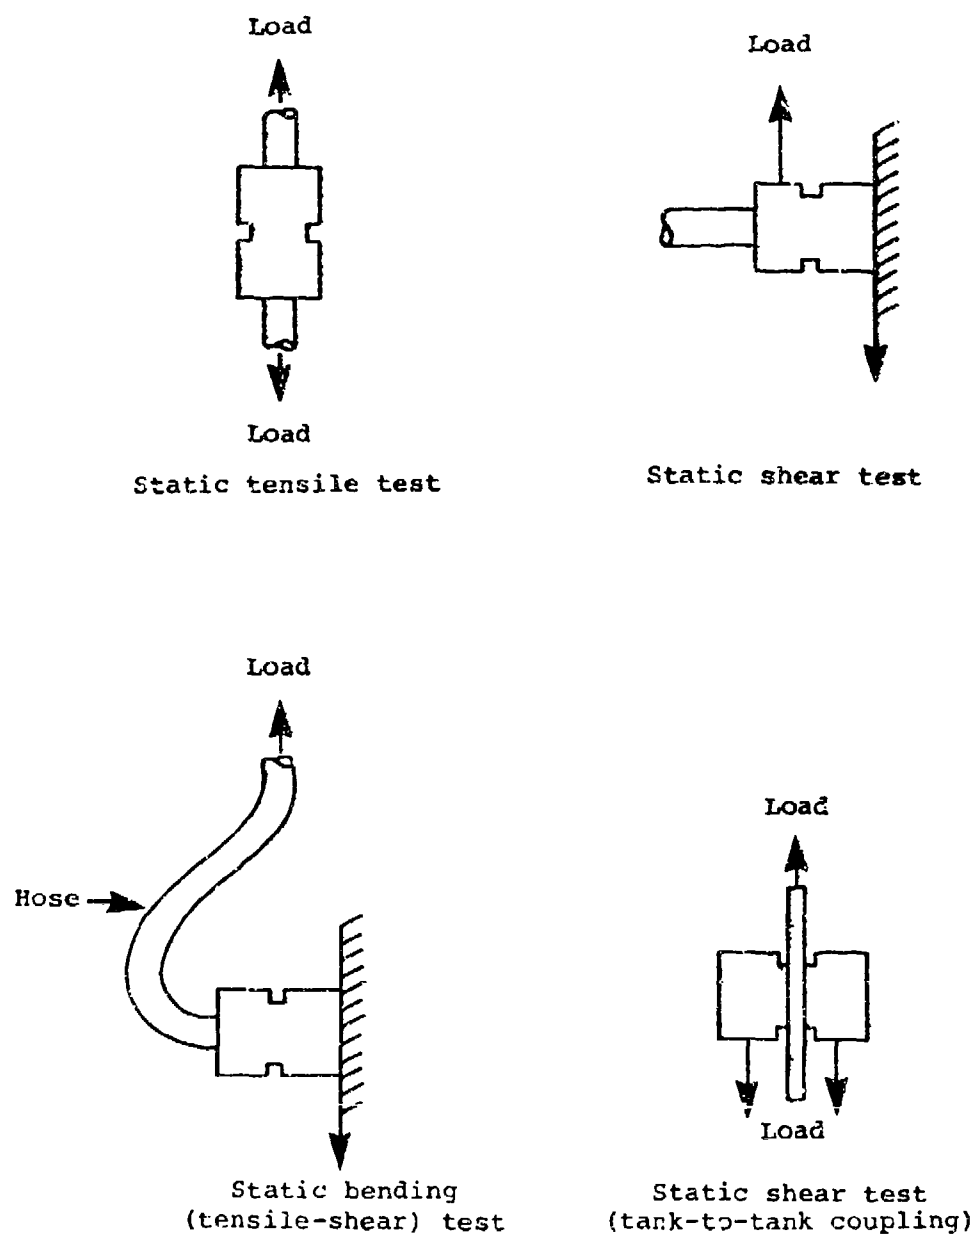 Load
Load
Load
Static tensile test
Static shear test
Load
Hose
Load
Load
Static bending
(tensile-shear) test
Static shear test
(tank-to-tank coupling)